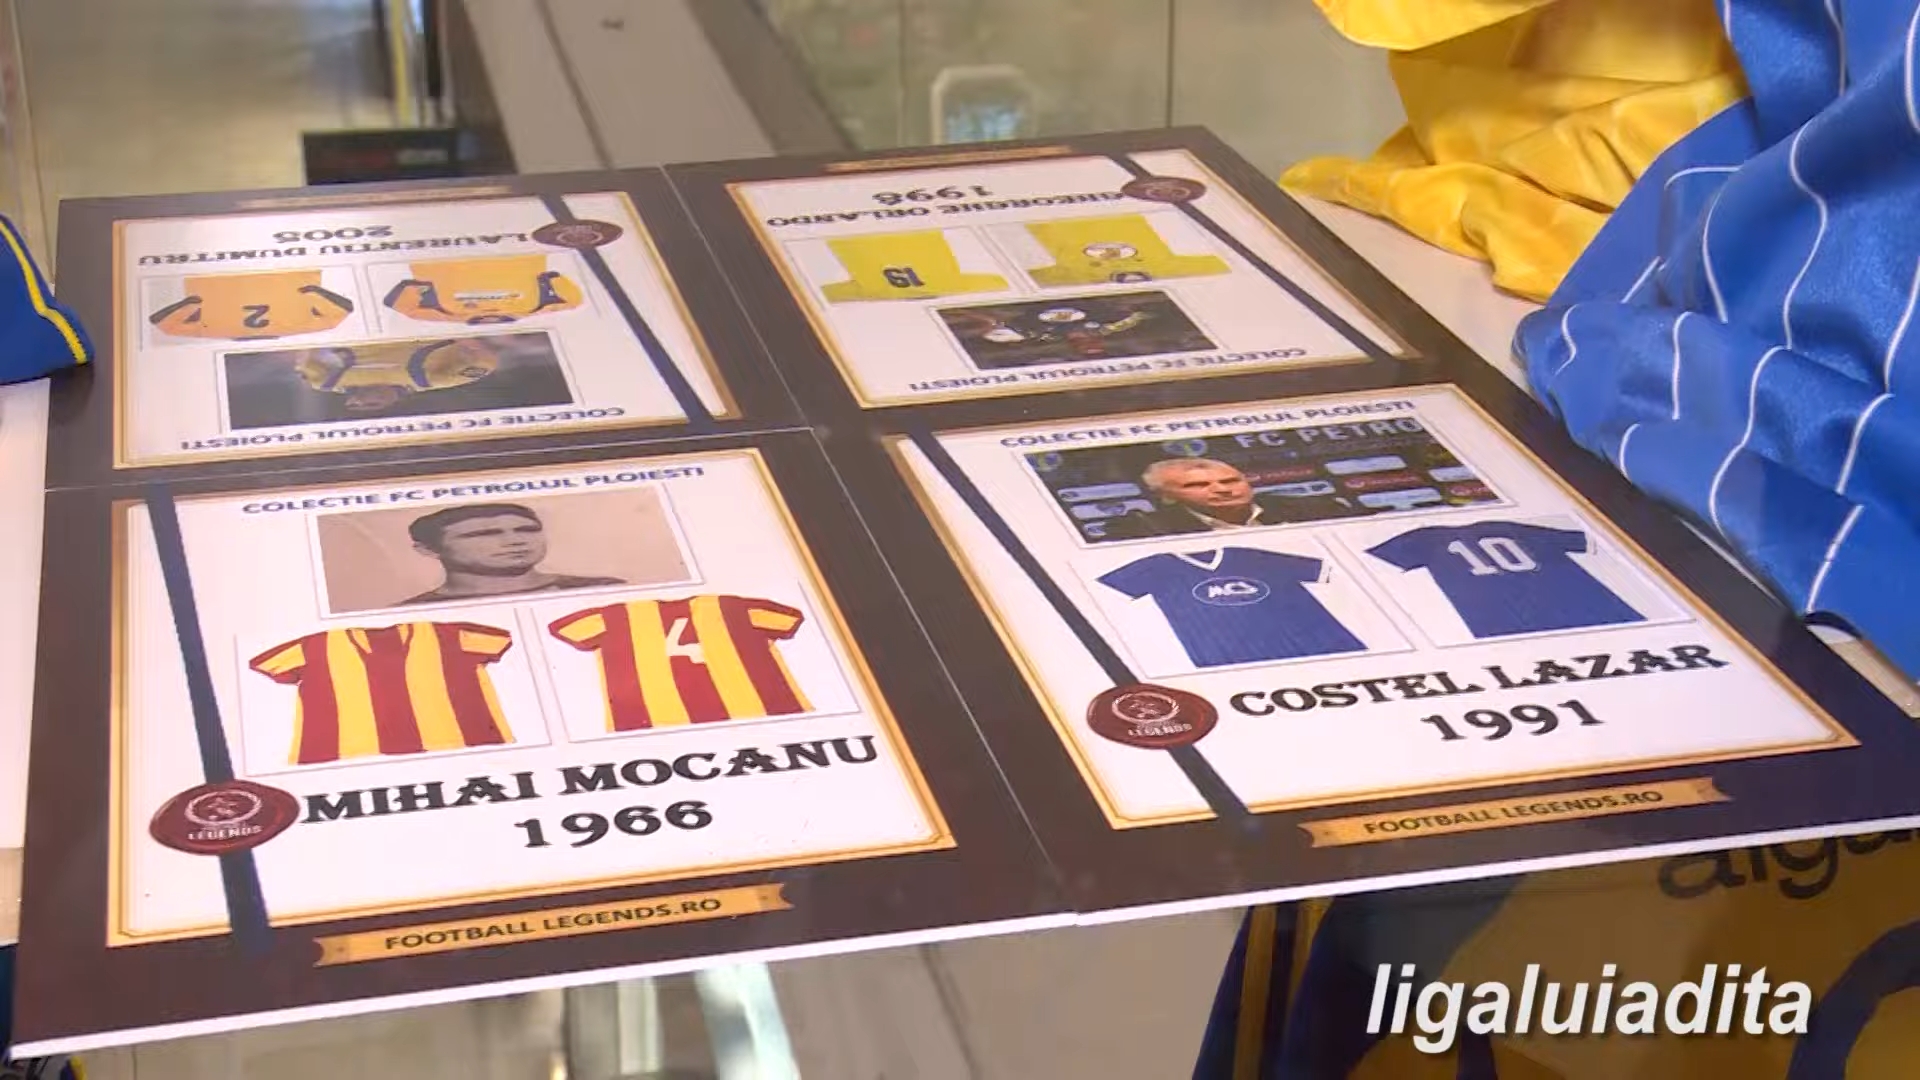 LAURENTIU DUMITRU
2005
2
COLECTIE FC PETROLUL PLOIESTI
GHEORGHE ORLANDO
1998
19
COLECTIE FC PETROLUL PLOIESTI
COLECTIE FC PETROLUL PLOIESTI
4
MIHAI MOCANU
1966
LEGENDS
FOOTBALL LEGENDS.RO
COLECTIE FC PETROLUL PLOIESTI
FC PETRO
10
COSTEL LAZAR
1991
LEGENDS
FOOTBALL LEGENDS.RO
ligaluiadita